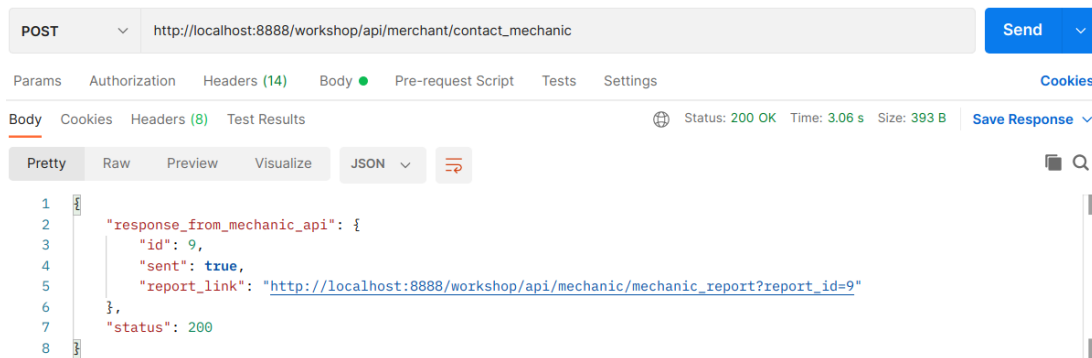 POST http://localhost:8888/workshop/api/merchant/contact_mechanic Send
Params Authorization Headers (14) Body Pre-request Script Tests Settings Cookies
Body Cookies Headers (8) Test Results Status: 200 OK Time: 3.06 s Size: 393 B Save Response
Pretty Raw Preview Visualize JSON
1 {
2 "response_from_mechanic_api": {
3 "id": 9,
4 "sent": true,
5 "report_link": "http://localhost:8888/workshop/api/mechanic/mechanic_report?report_id=9"
6 },
7 "status": 200
8 }